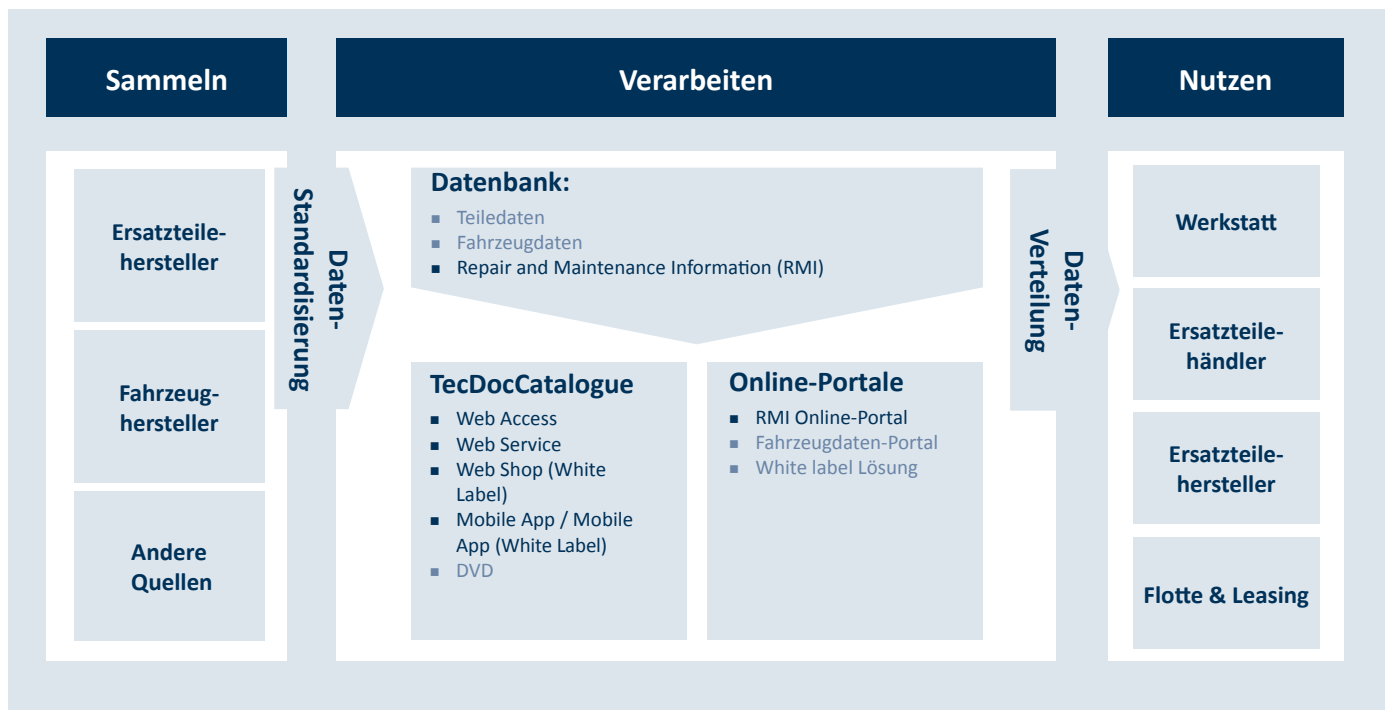 Sammeln
Verarbeiten
Nutzen
Ersatzteile-
hersteller
Fahrzeug-
hersteller
Andere
Quellen
Daten-
Standardisierung
Datenbank:
▪ Teiledaten
▪ Fahrzeugdaten
▪ Repair and Maintenance Information (RMI)
TecDocCatalogue
▪ Web Access
▪ Web Service
▪ Web Shop (White
Label)
▪ Mobile App / Mobile
App (White Label)
▪ DVD
Online-Portale
▪ RMI Online-Portal
▪ Fahrzeugdaten-Portal
▪ White label Lösung
Daten-
Verteilung
Werkstatt
Ersatzteile-
händler
Ersatzteile-
hersteller
Flotte & Leasing